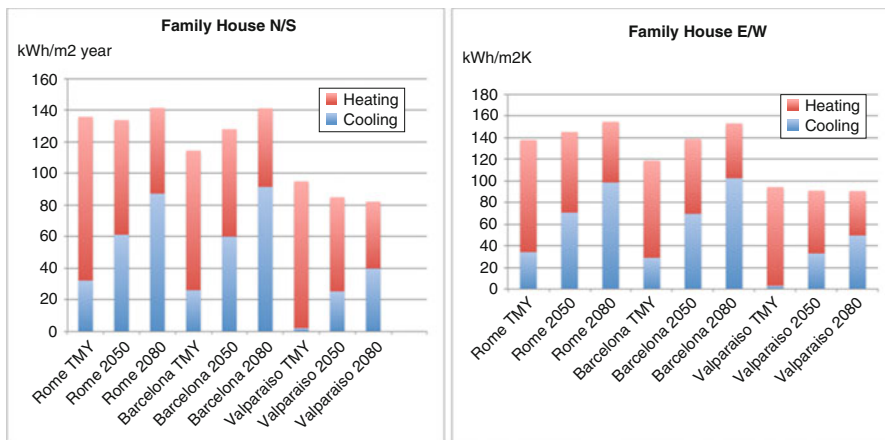 Family House N/S
kWh/m2 year
160
140
120
100
80
60
40
20
0
Heating
Cooling
Rome TMY
Rome 2050
Rome 2080
Barcelona TMY
Barcelona 2050
Barcelona 2080
Valparaiso TMY
Valparaiso 2050
Valparaiso 2080
Family House E/W
kWh/m2K
180
160
140
120
100
80
60
40
20
0
Heating
Cooling
Rome TMY
Rome 2050
Rome 2080
Barcelona TMY
Barcelona 2050
Barcelona 2080
Valparaiso TMY
Valparaiso 2050
Valparaiso 2080